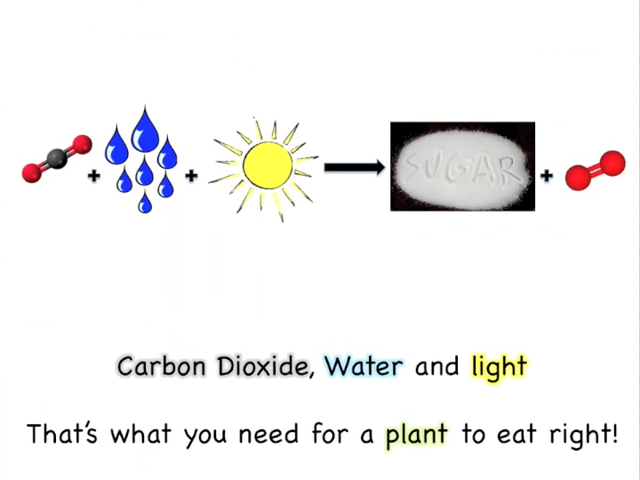 + + +
SUGAR
Carbon Dioxide, Water and light
That's what you need for a plant to eat right!